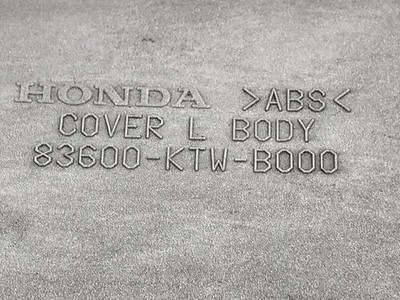 HONDA >ABS<
COVER L BODY
83600-KTW-B000